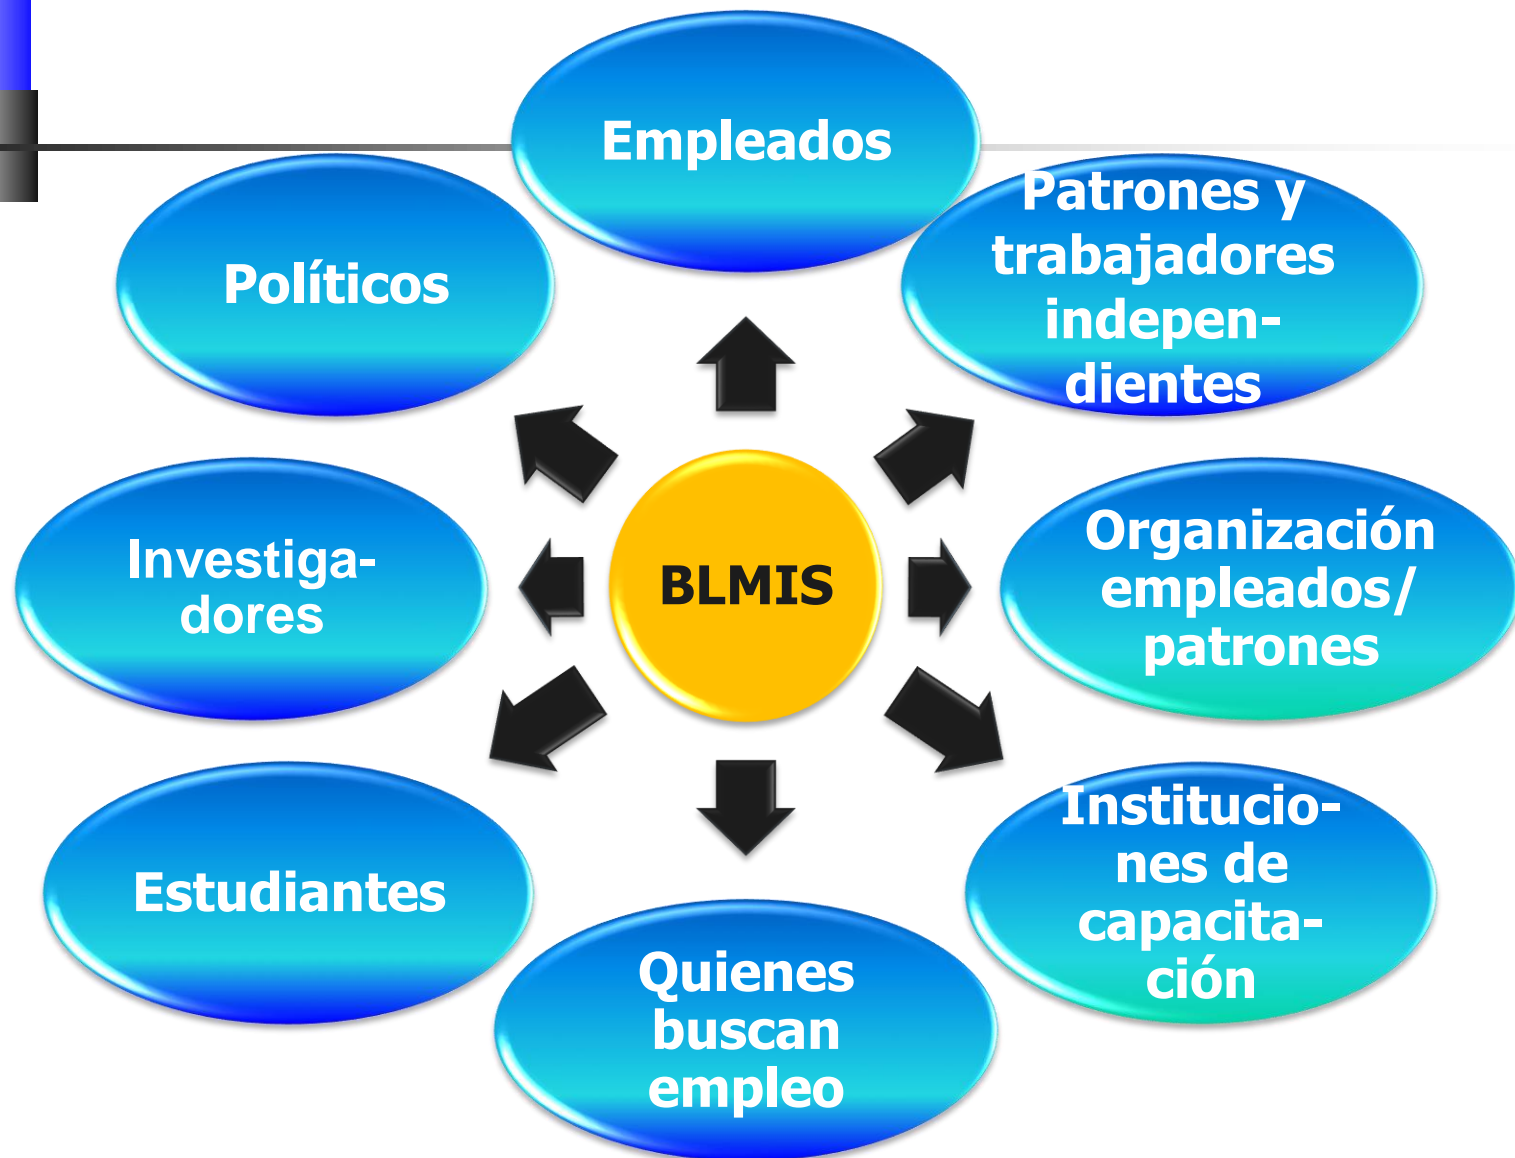 Empleados
Patrones y
trabajadores
indepen-
dientes
Políticos
Organización
empleados/
patrones
Investiga-
dores
BLMIS
Institucio-
nes de
capacita-
ción
Estudiantes
Quienes
buscan
empleo